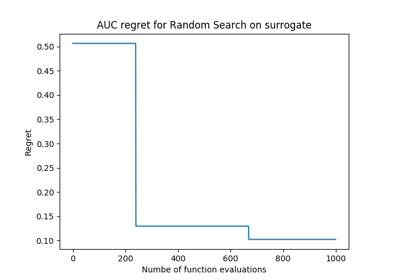 AUC regret for Random Search on surrogate
0.50
0.45
0.40
0.35
0.30
0.25
0.20
0.15
0.10
Regret
0 200 400 600 800 1000
Numbe of function evaluations